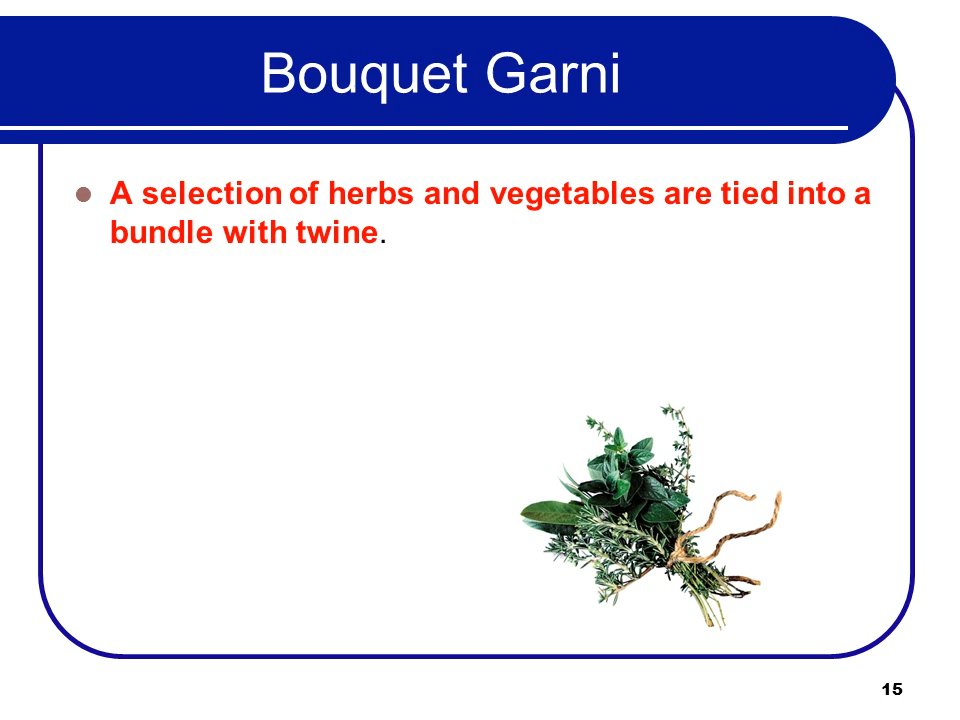 Bouquet Garni
A selection of herbs and vegetables are tied into a
bundle with twine.
15